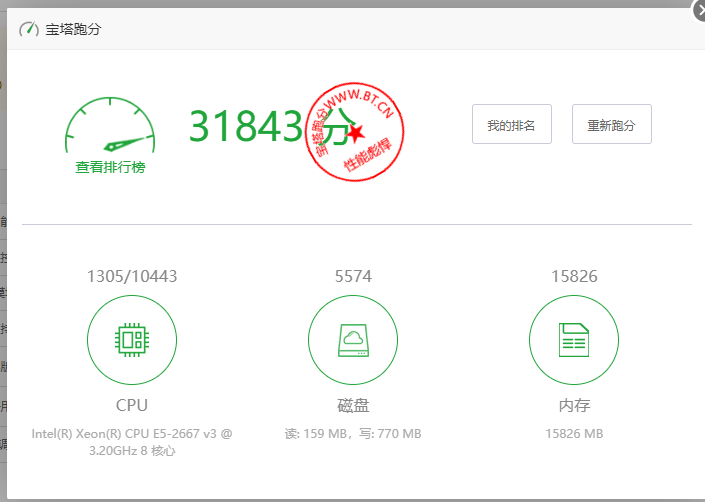 宝塔跑分
31843 分
宝塔跑分WWW.BT.CN
性能彪悍
查看排行榜
我的排名
重新跑分
1305/10443
5574
15826
CPU
磁盘
内存
Intel(R) Xeon(R) CPU E5-2667 v3 @
3.20GHz 8 核心
读: 159 MB，写: 770 MB
15826 MB